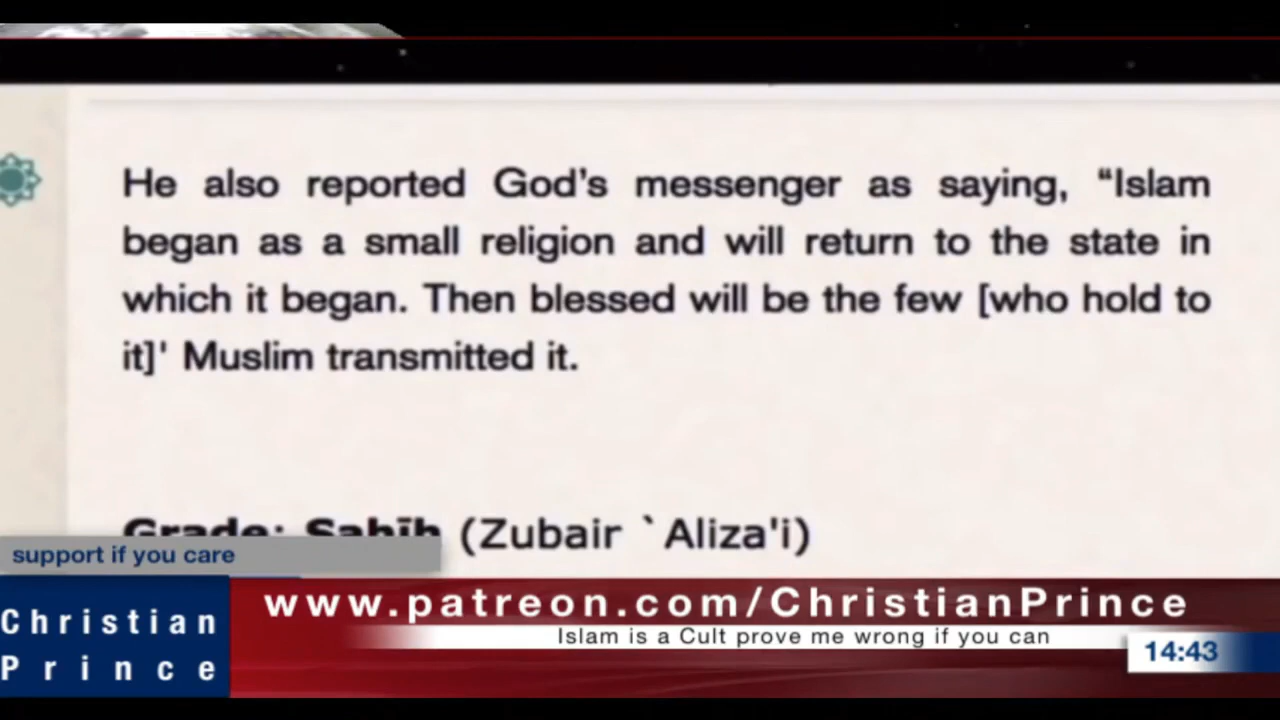 He also reported God's messenger as saying, “Islam
began as a small religion and will return to the state in
which it began. Then blessed will be the few [who hold to
it]' Muslim transmitted it.
Grade: Sahīh (Zubair `Aliza'i)
support if you care
www.patreon.com/ChristianPrince
Christian
Prince
Islam is a Cult prove me wrong if you can
14:43